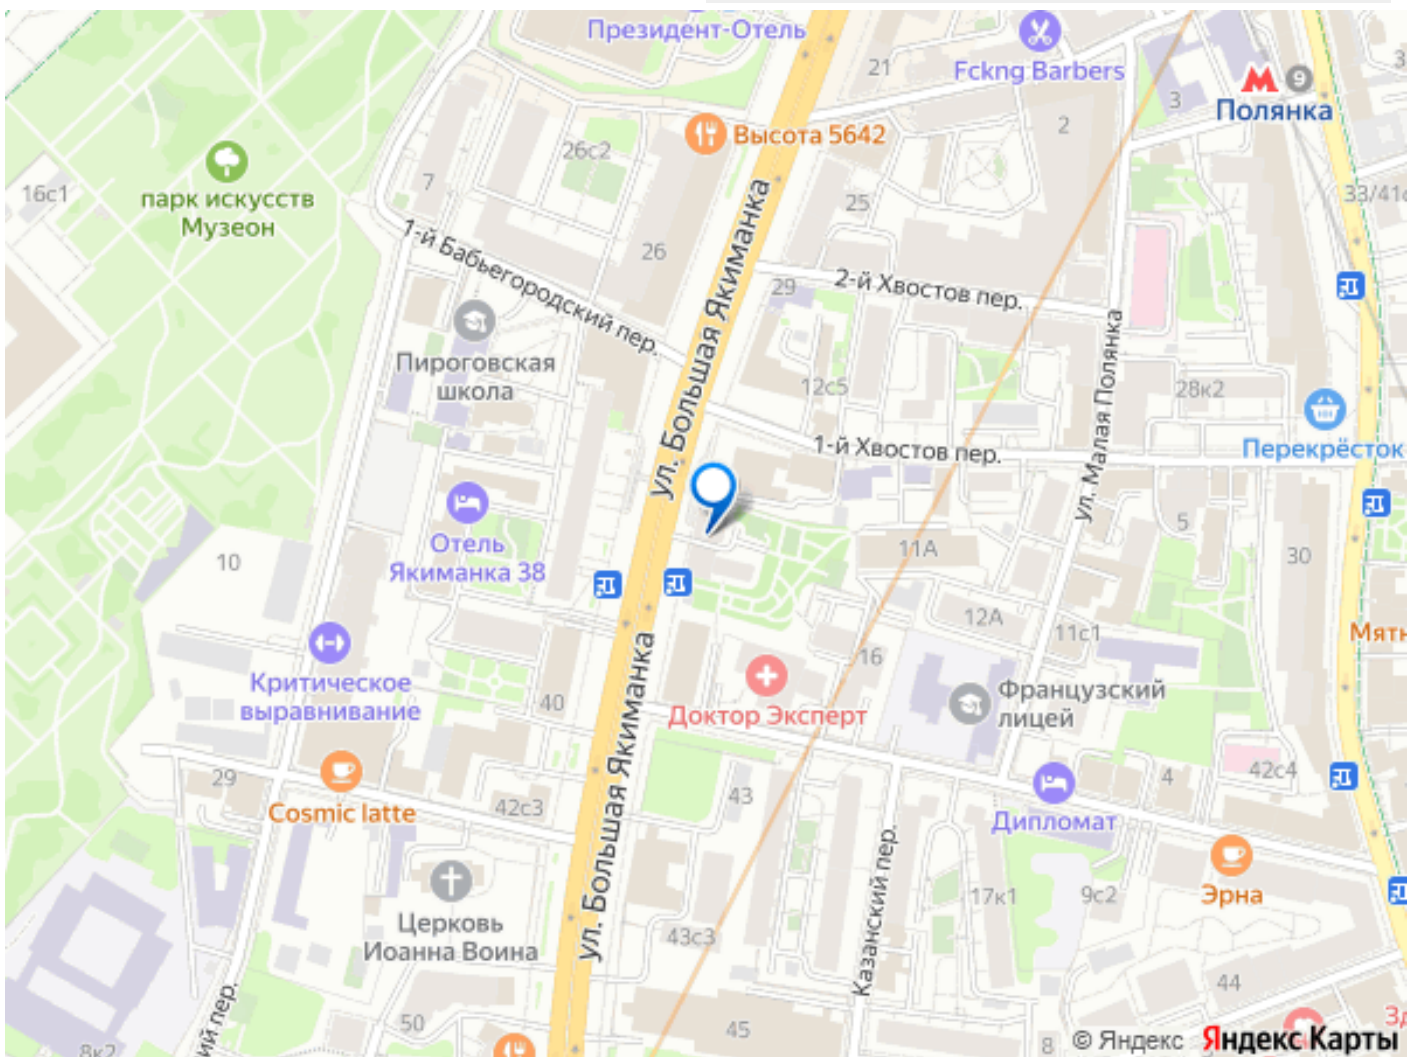 Президент-Отель
21
Fckng Barbers
9
3
Полянка
Высота 5642
2
26с2
7
16с1
парк искусств
Музеон
33/41
25
26
1-й Бабьегородский пер.
ул. Большая Якиманка
29
2-й Хвостов пер.
Пироговская
школа
12с5
28к2
ул. Малая Полянка
Перекрёсток
1-й Хвостов пер.
Отель
Якиманка 38
10
5
11А
30
12А
11с1
16
Критическое
выравнивание
40
Доктор Эксперт
Французский
лицей
ул. Большая Якиманка
29
Cosmic latte
42с3
43
4
42с4
Дипломат
Эрна
Казанский пер.
17к1
9с2
Церковь
Иоанна Воина
43с3
44
50
45
8к2
8
© Яндекс Яндекс Карты